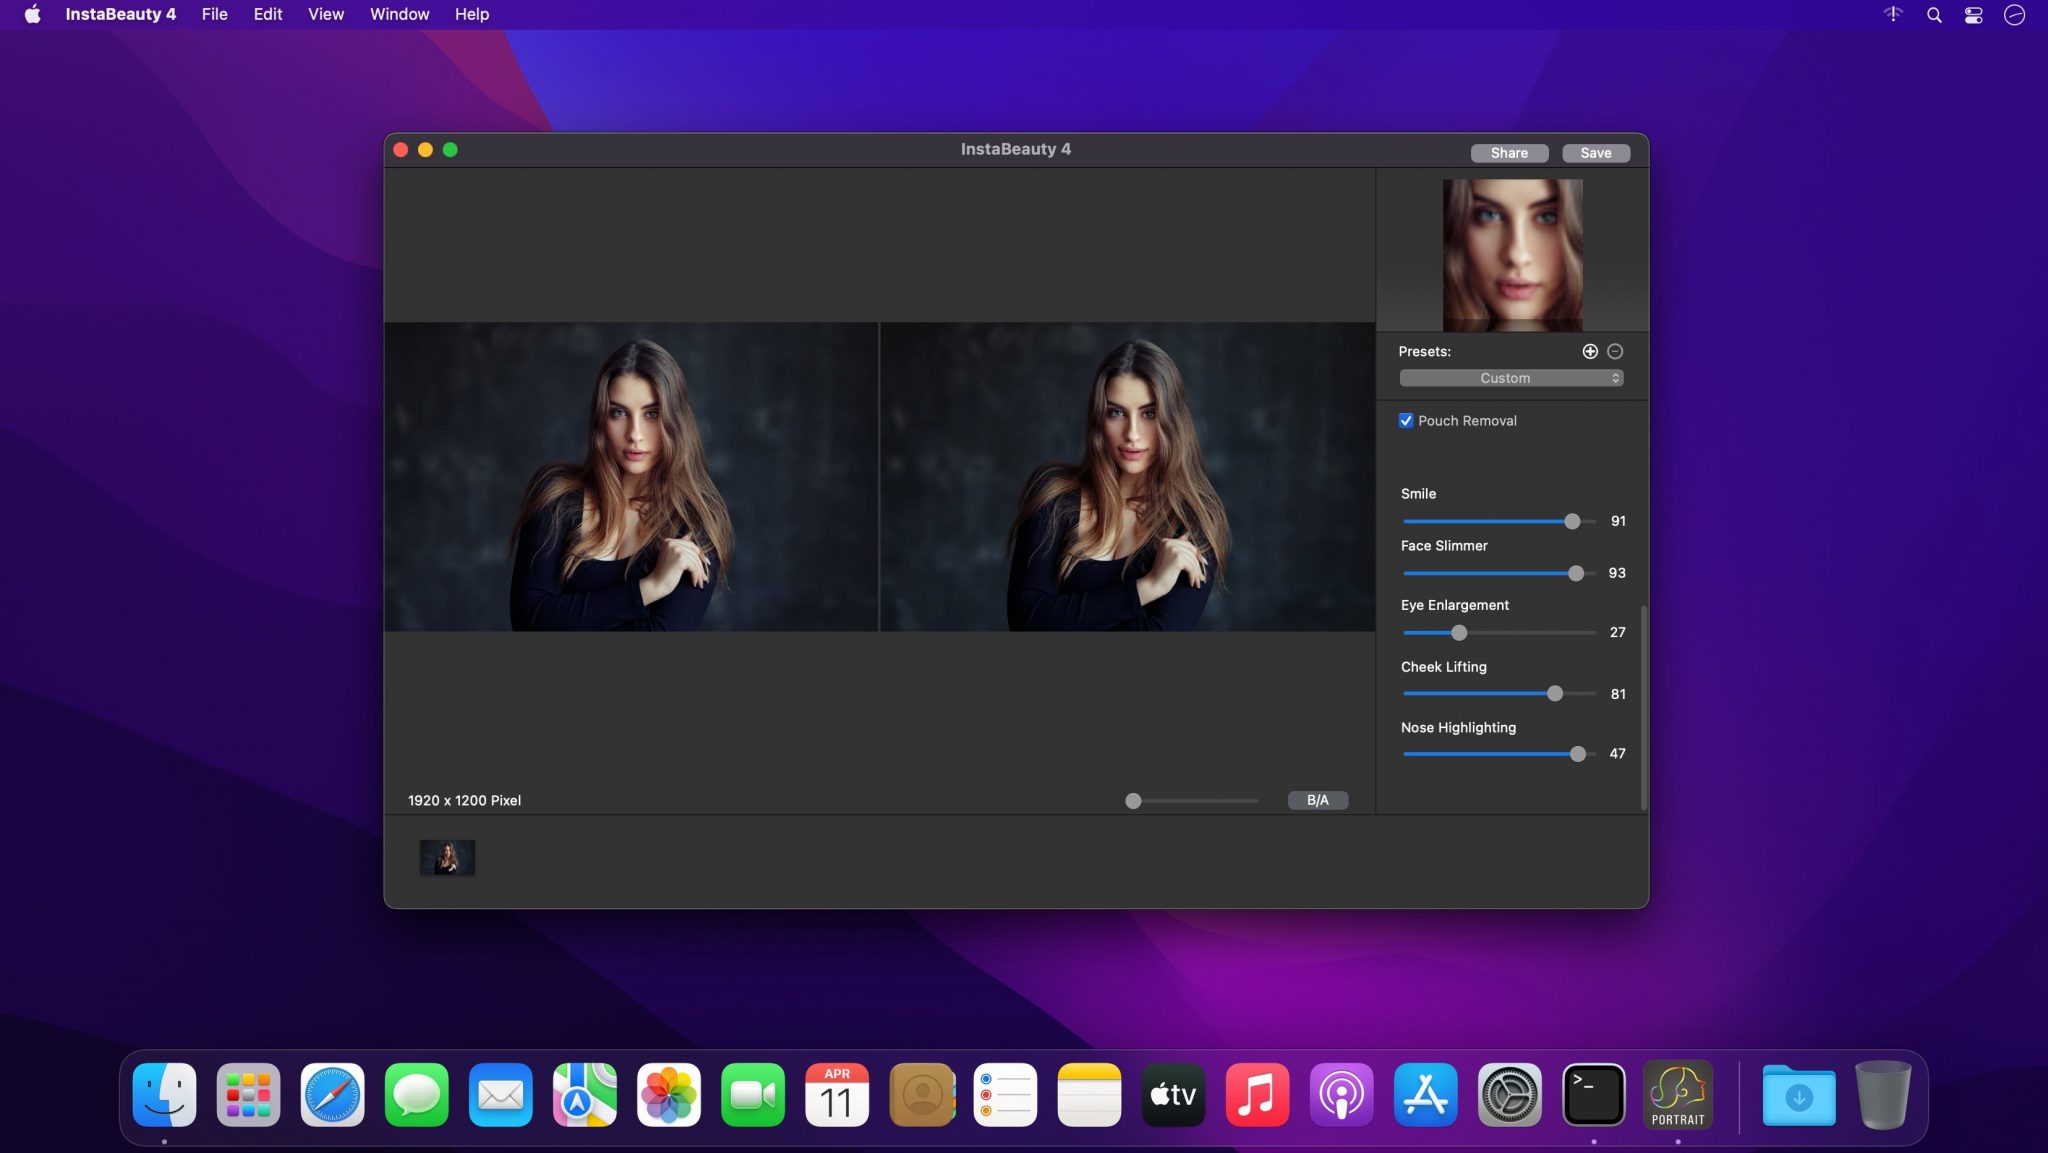 InstaBeauty 4 File Edit View Window Help
InstaBeauty 4
Share Save
Presets:
Custom
Pouch Removal
Smile
91
Face Slimmer
93
Eye Enlargement
27
Cheek Lifting
81
Nose Highlighting
47
1920 x 1200 Pixel
B/A
APR
11
tv
>_
PORTRAIT